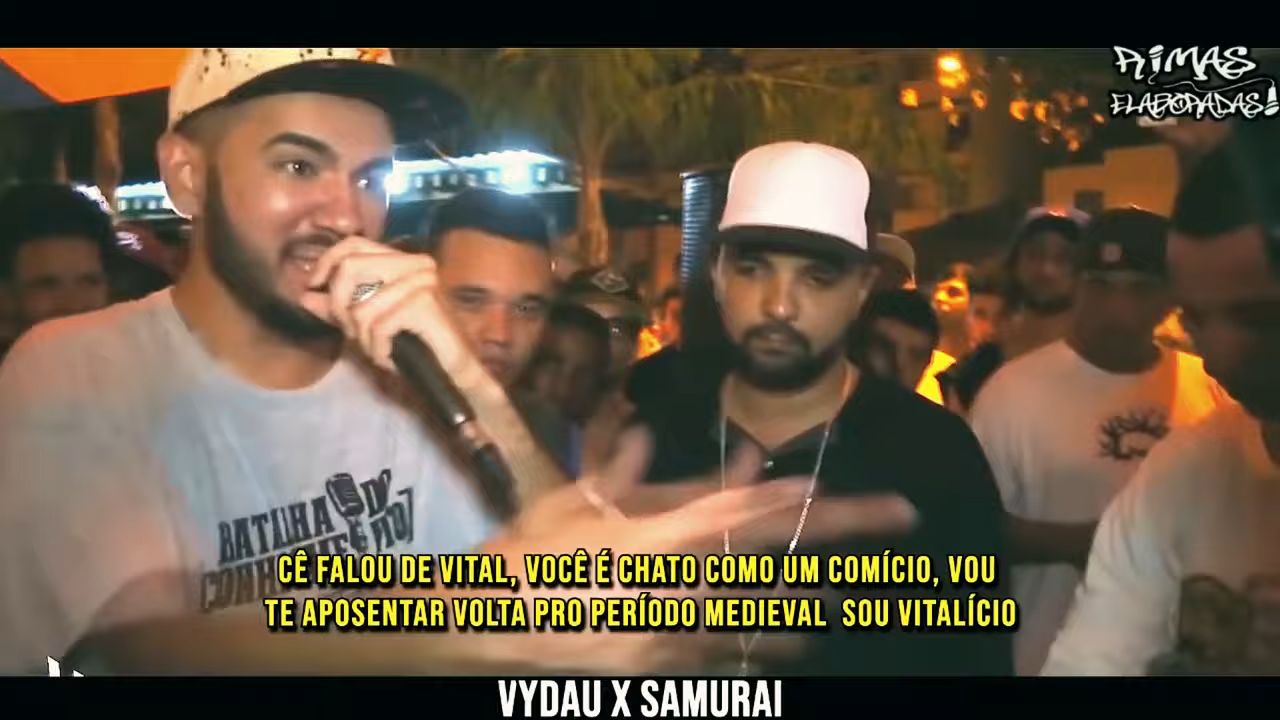 RIMAS
ELABORADAS!
BATALHA DO
CÊ FALOU DE VITAL, VOCÊ É CHATO COMO UM COMÍCIO, VOU
TE APOSENTAR VOLTA PRO PERÍODO MEDIEVAL SOU VITALÍCIO
VYDAU X SAMURAI